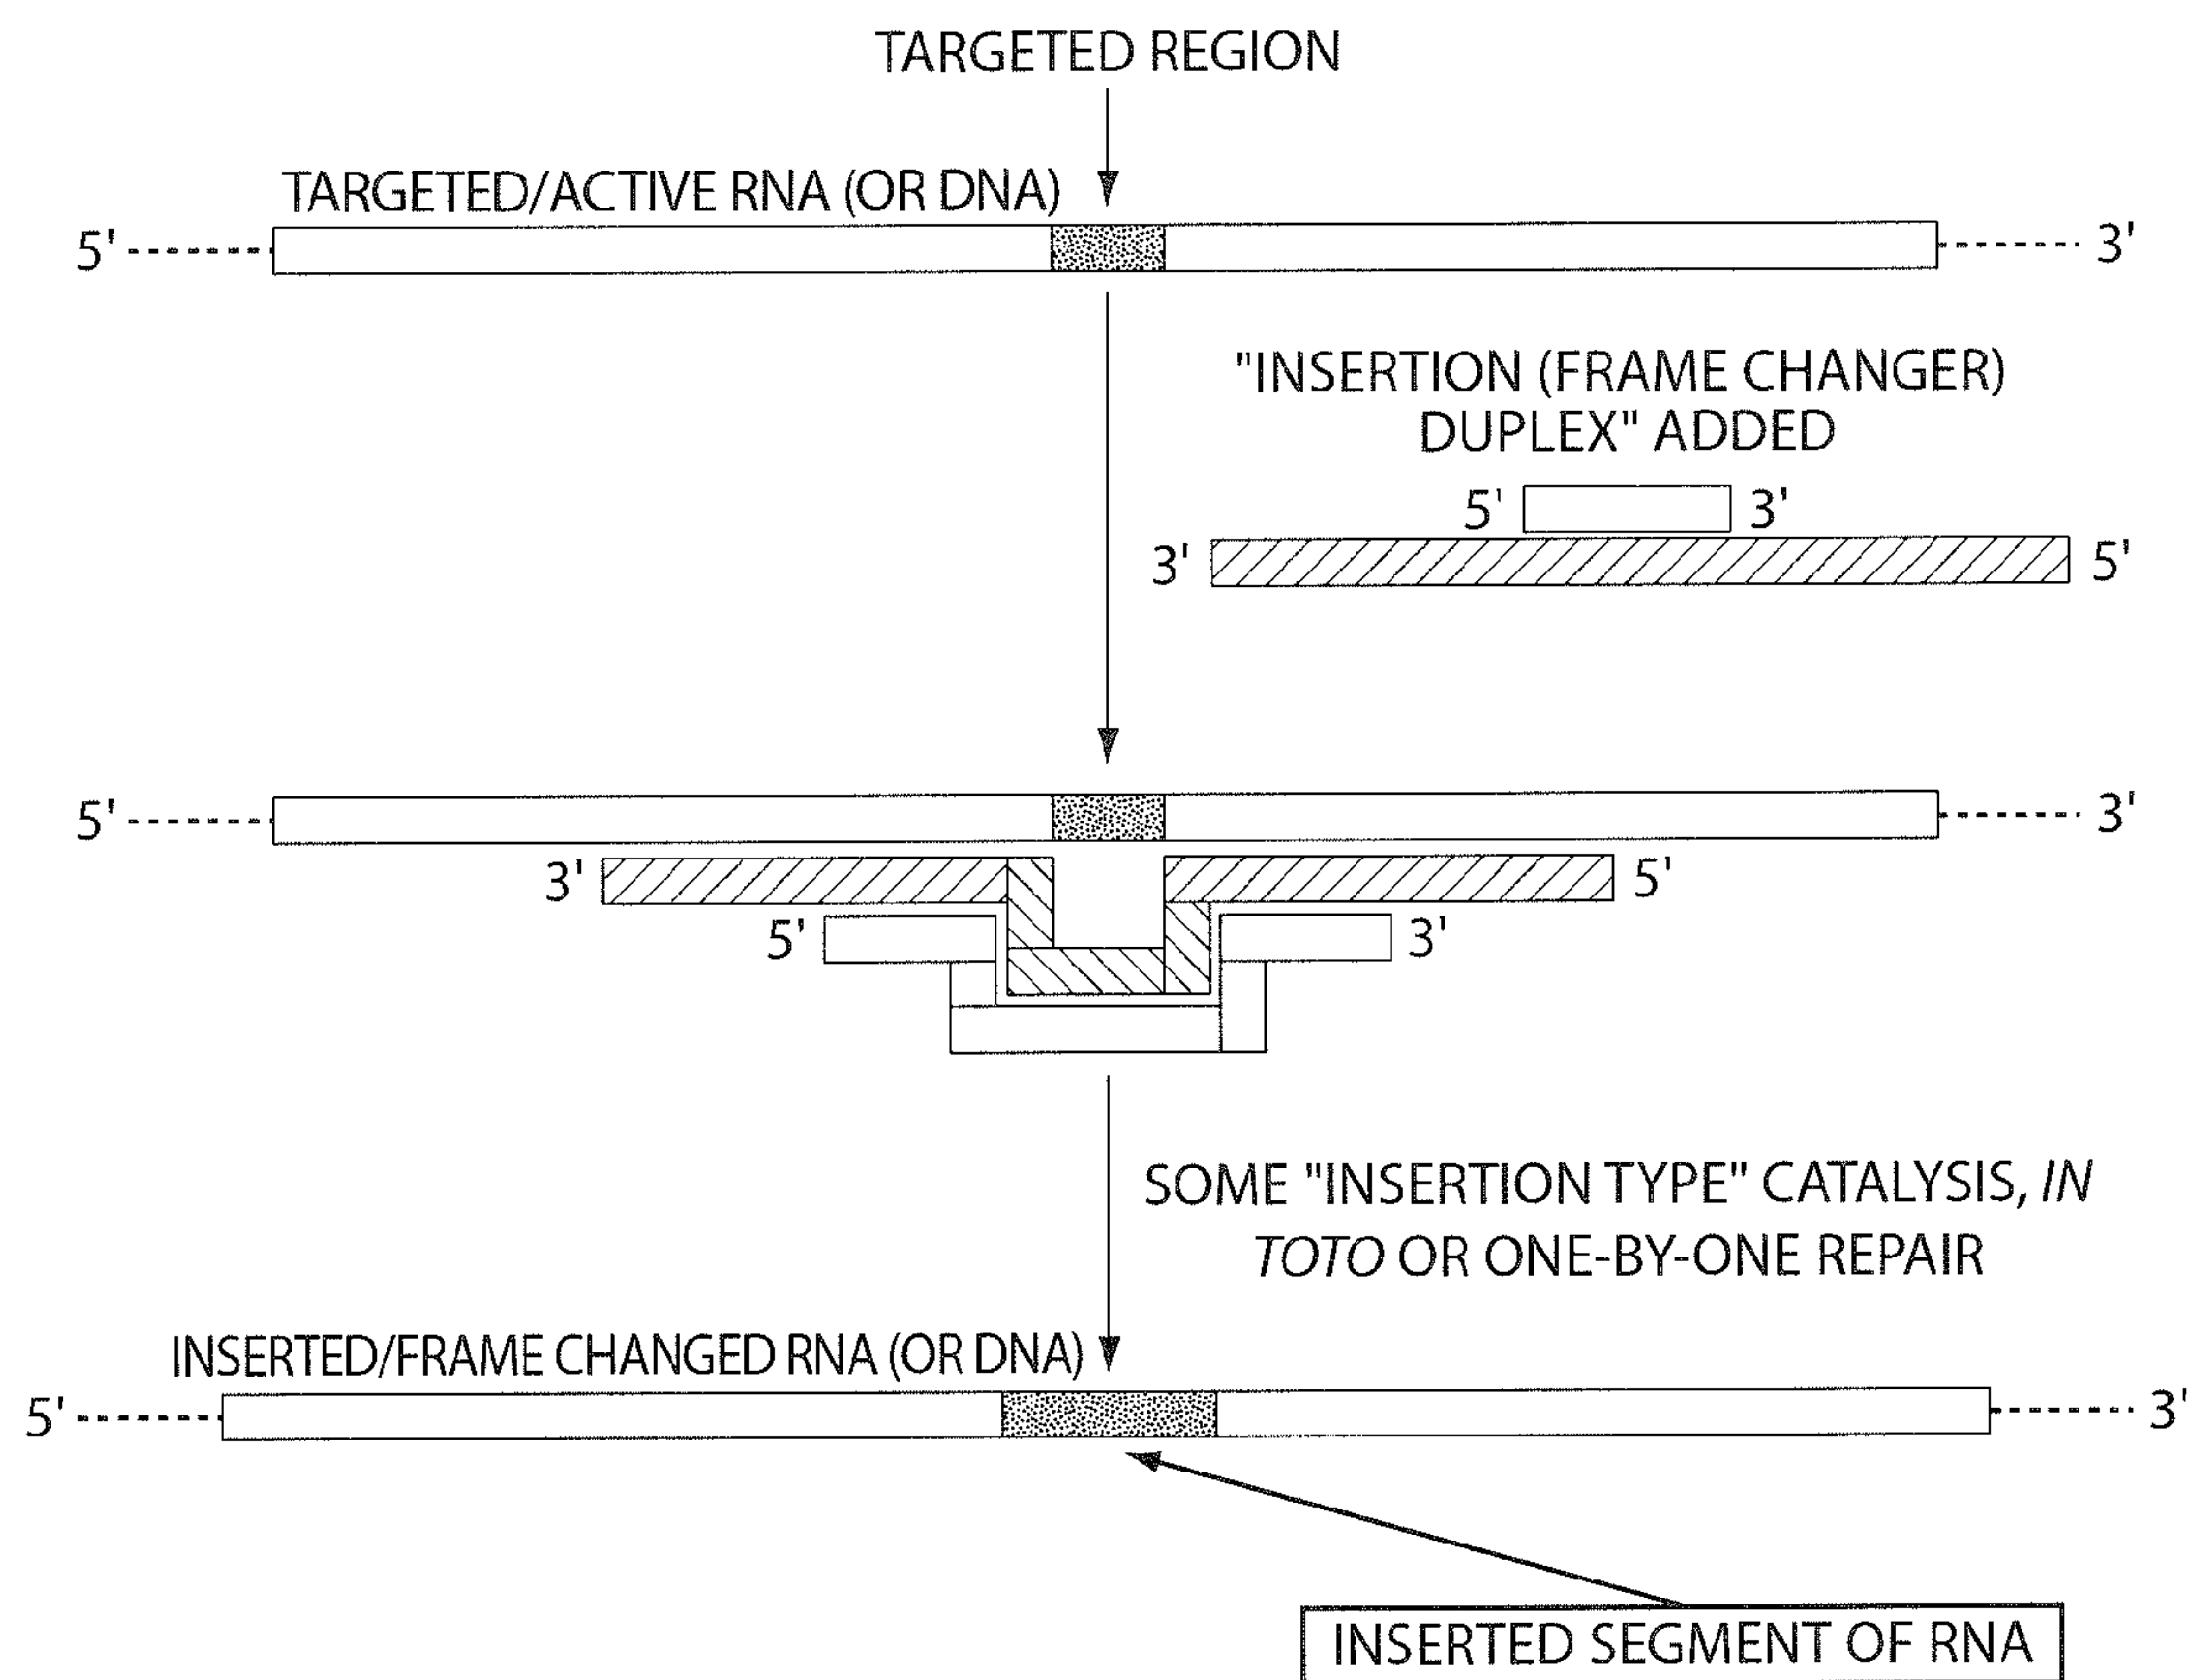 TARGETED REGION
TARGETED/ACTIVE RNA (OR DNA)
5' 3'
"INSERTION (FRAME CHANGER)
DUPLEX" ADDED
5' 3'
3' 5'
5' 3'
3' 5'
5' 3'
SOME "INSERTION TYPE" CATALYSIS, IN
TOTO OR ONE-BY-ONE REPAIR
INSERTED/FRAME CHANGED RNA (OR DNA)
5' 3'
INSERTED SEGMENT OF RNA